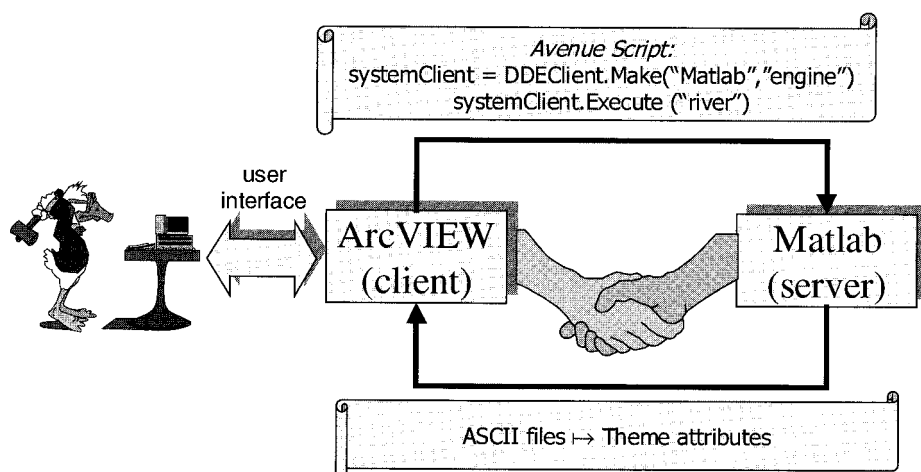 Avenue Script:
systemClient = DDEClient.Make(“Matlab”,”engine”)
systemClient.Execute (“river”)
user
interface
ArcVIEW
(client)
Matlab
(server)
ASCII files ↦ Theme attributes